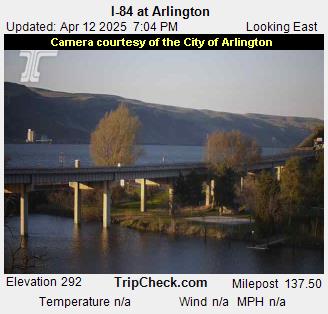 I-84 at Arlington
Updated: Apr 12 2025 7:04 PM Looking East
Camera courtesy of the City of Arlington
Elevation 292 TripCheck.com Milepost 137.50
Temperature n/a Wind n/a MPH n/a